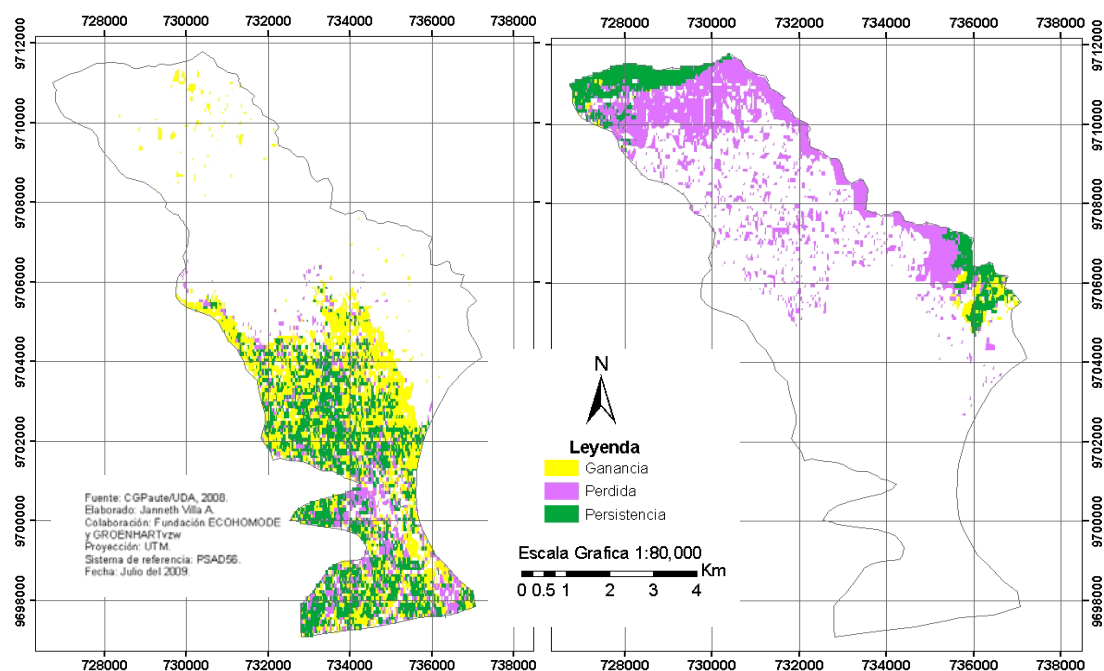 728000 730000 732000 734000 736000 738000
728000 730000 732000 734000 736000 738000
9712000
9710000
9708000
9706000
9704000
9702000
9700000
9698000
9712000
9710000
9708000
9706000
9704000
9702000
9700000
9698000
N
Leyenda
Ganancia
Perdida
Persistencia
Escala Grafica 1:80,000
Km
0 0.5 1 2 3 4
Fuente: CGPaute/UDA, 2008.
Elaborado: Janneth Villa A.
Colaboración: Fundación ECOHOMODE
y GROENHARTvzw
Proyección: UTM.
Sistema de referencia: PSAD56.
Fecha: Julio del 2009.
728000 730000 732000 734000 736000 738000
728000 730000 732000 734000 736000 738000